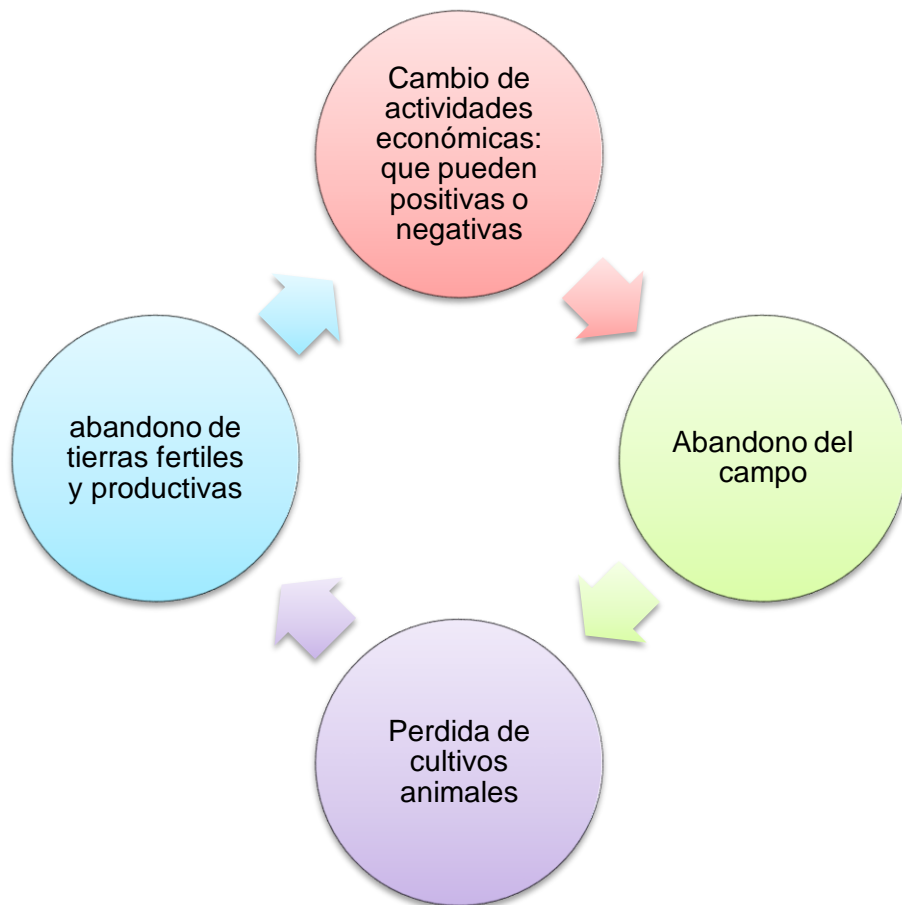 Cambio de
actividades
económicas:
que pueden
positivas o
negativas
Abandono del
campo
Perdida de
cultivos
animales
abandono de
tierras fertiles
y productivas